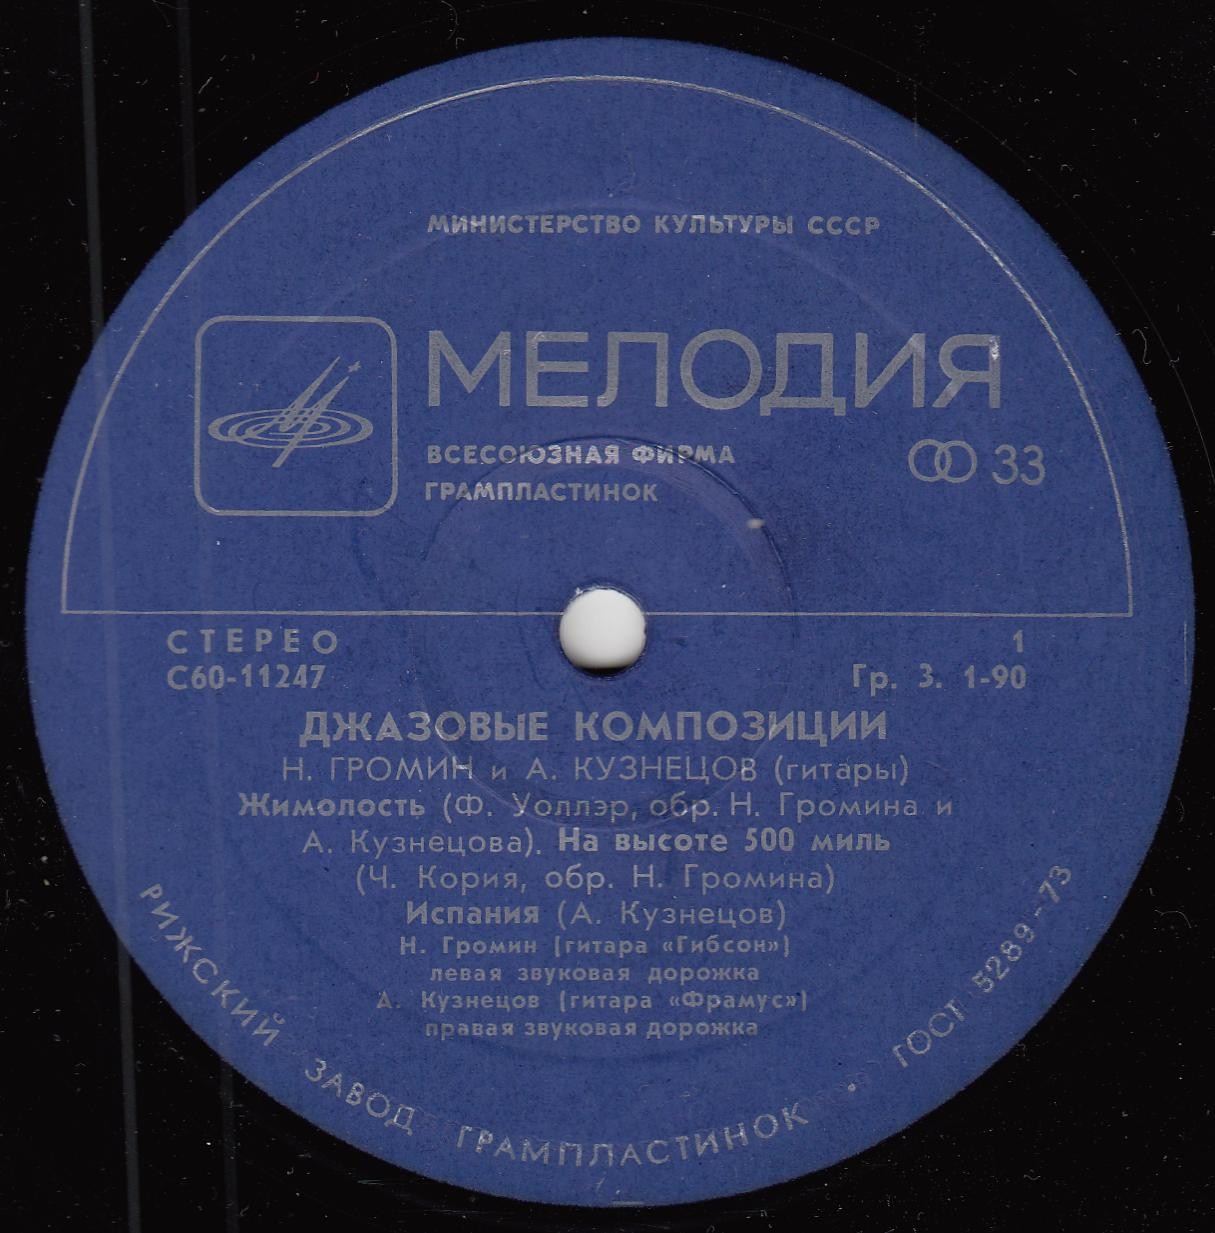 МИНИСТЕРСТВО КУЛЬТУРЫ СССР
МЕЛОДИЯ
ВСЕСОЮЗНАЯ ФИРМА
ГРАМПЛАСТИНОК
33
СТЕРЕО
1
С60-11247
Гр. 3. 1-90
ДЖАЗОВЫЕ КОМПОЗИЦИИ
Н. ГРОМИН и А. КУЗНЕЦОВ (гитары)
Жимолость (Ф. Уоллэр, обр. Н. Громина и
А. Кузнецова). На высоте 500 миль
(Ч. Кория, обр. Н. Громина)
Испания (А. Кузнецов)
Н. Громин (гитара «Гибсон»)
левая звуковая дорожка
А. Кузнецов (гитара «Фрамус»)
правая звуковая дорожка
РИЖСКИЙ ЗАВОД ГРАМПЛАСТИНОК • ГОСТ 5289-73